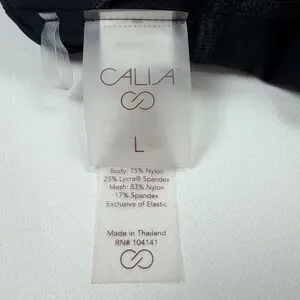 CALIA™
L
Body: 75% Nylon
25% Lycra® Spandex
Mesh: 83% Nylon
17% Spandex
Exclusive of Elastic
Made in Thailand
RN# 104141